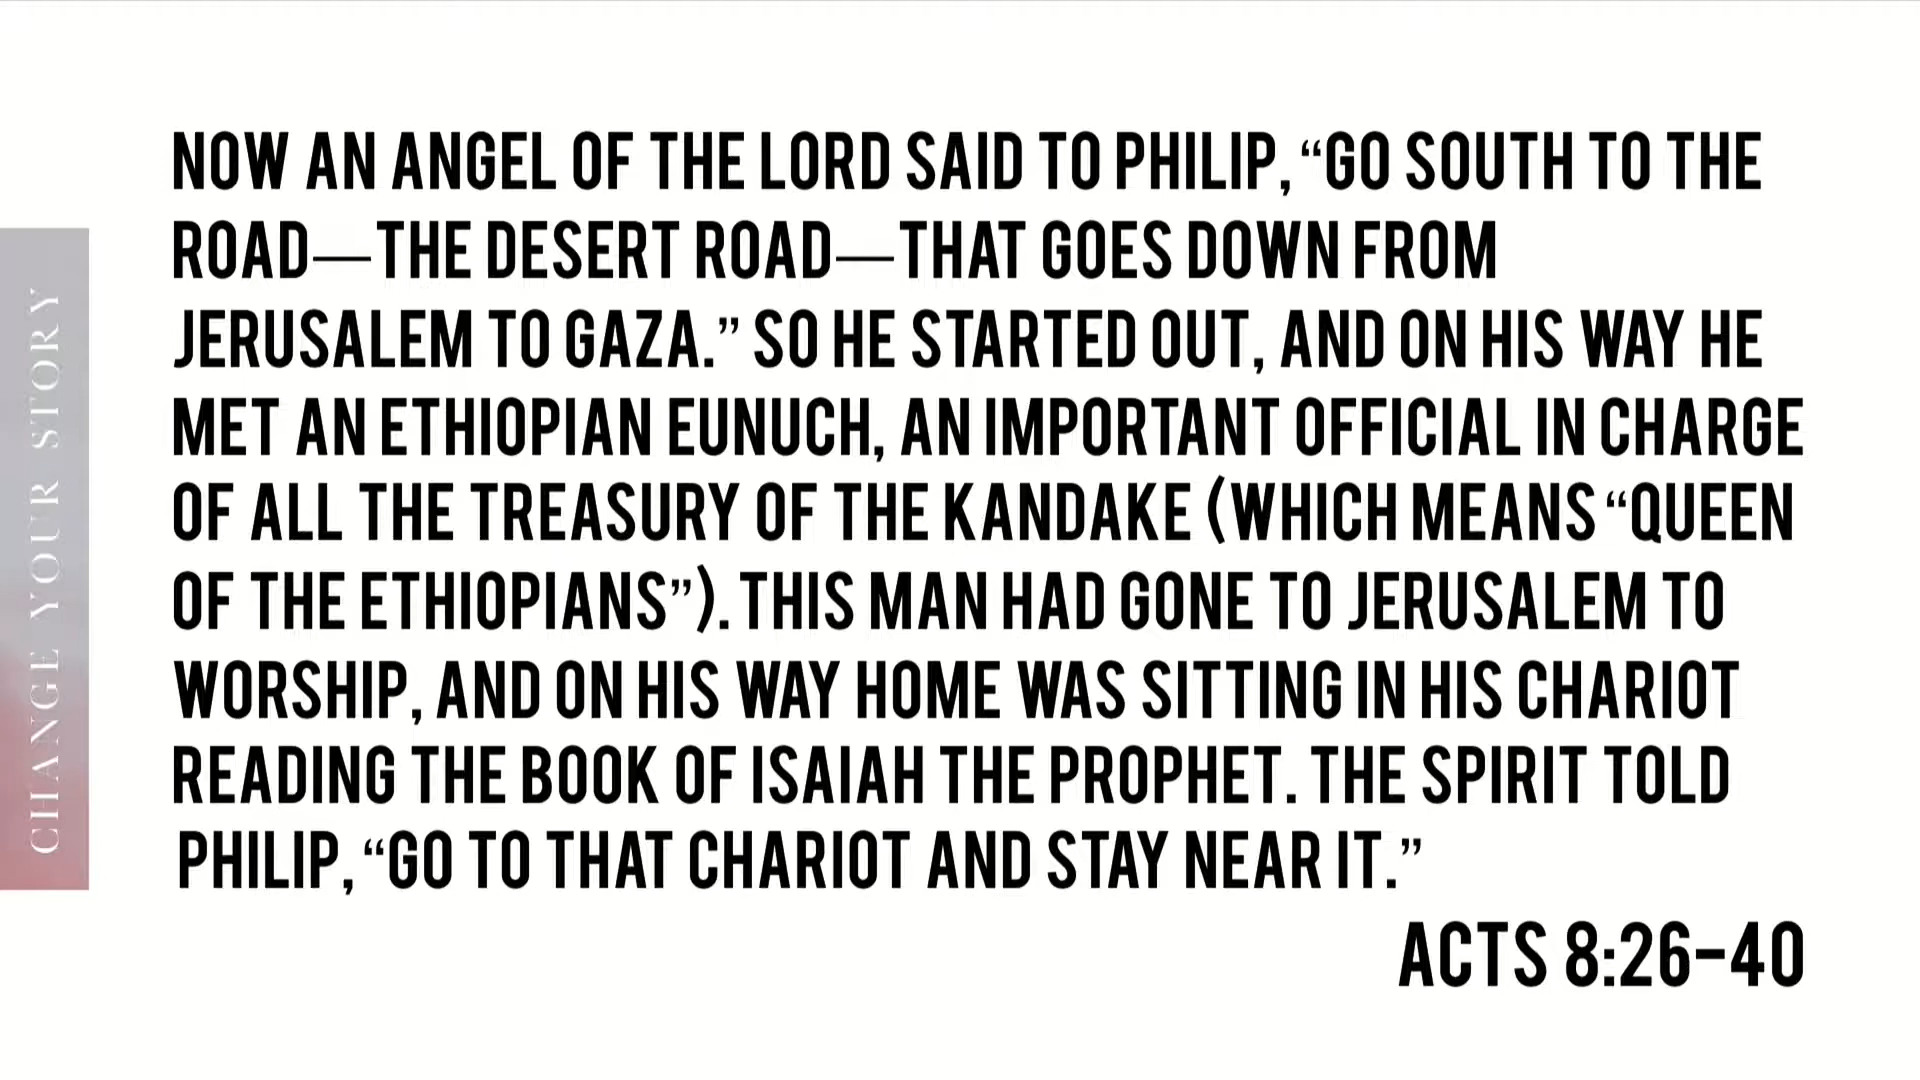 NOW AN ANGEL OF THE LORD SAID TO PHILIP, “GO SOUTH TO THE
ROAD—THE DESERT ROAD—THAT GOES DOWN FROM
JERUSALEM TO GAZA.” SO HE STARTED OUT, AND ON HIS WAY HE
MET AN ETHIOPIAN EUNUCH, AN IMPORTANT OFFICIAL IN CHARGE
OF ALL THE TREASURY OF THE KANDAKE (WHICH MEANS “QUEEN
OF THE ETHIOPIANS”). THIS MAN HAD GONE TO JERUSALEM TO
WORSHIP, AND ON HIS WAY HOME WAS SITTING IN HIS CHARIOT
READING THE BOOK OF ISAIAH THE PROPHET. THE SPIRIT TOLD
PHILIP, “GO TO THAT CHARIOT AND STAY NEAR IT.”
ACTS 8:26–40
CHANGE YOUR STORY